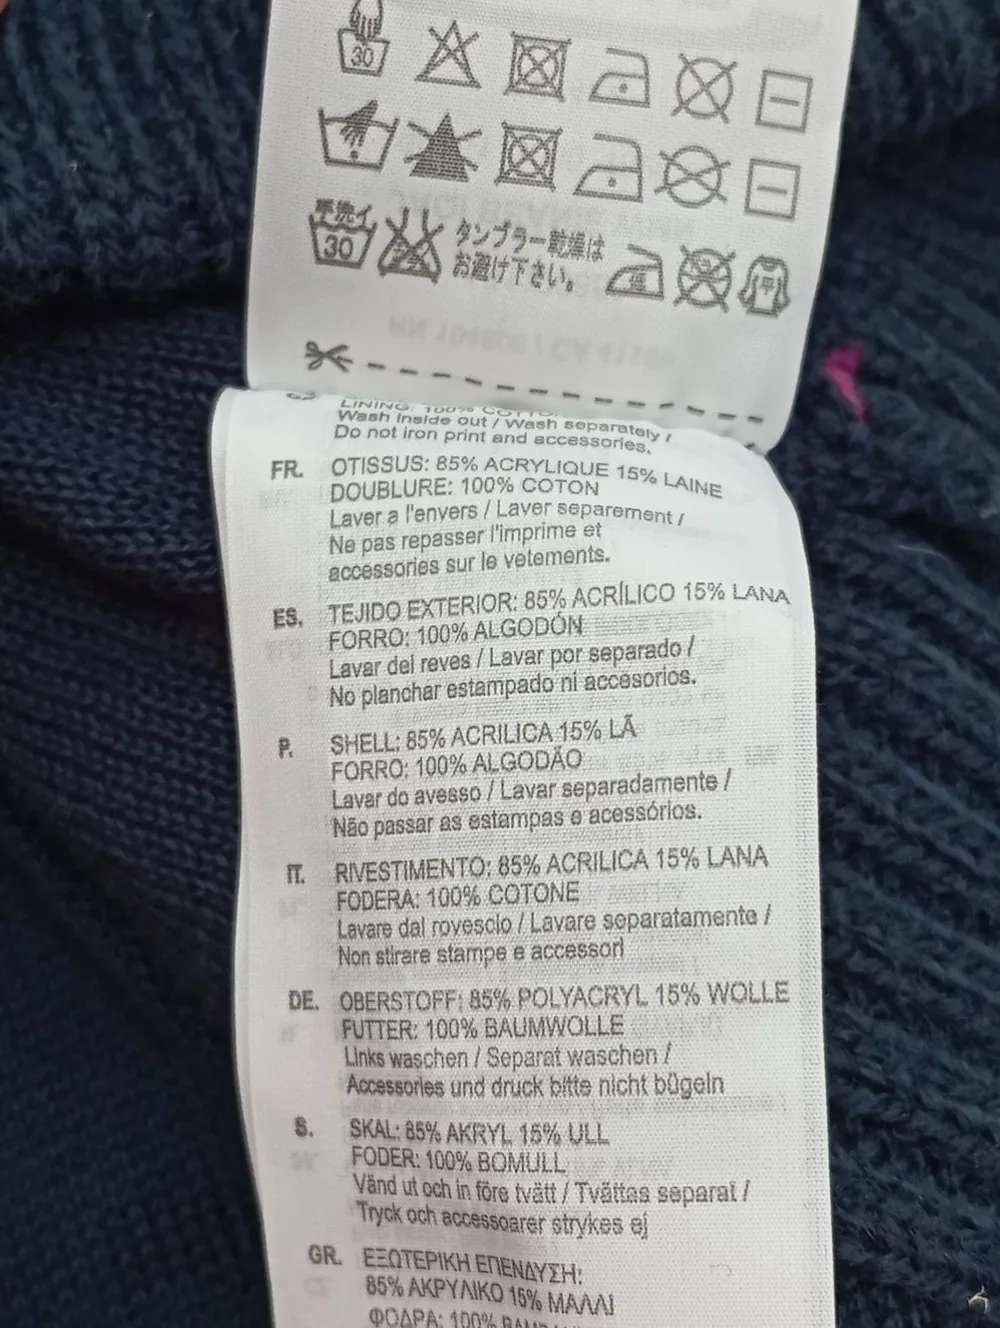 30
手洗イ
30
タンブラー乾燥は
お避け下さい。
RN 104806 / CA 41169
LINING: 100%
Wash inside out / Wash separately /
Do not iron print and accessories.
FR. OTISSUS: 85% ACRYLIQUE 15% LAINE
DOUBLURE: 100% COTON
Laver a l'envers / Laver separement /
Ne pas repasser l'imprime et
accessories sur le vetements.
ES. TEJIDO EXTERIOR: 85% ACRÍLICO 15% LANA
FORRO: 100% ALGODÓN
Lavar del reves / Lavar por separado /
No planchar estampado ni accesorios.
P. SHELL: 85% ACRILICA 15% LÃ
FORRO: 100% ALGODÃO
Lavar do avesso / Lavar separadamente /
Não passar as estampas e acessórios.
IT. RIVESTIMENTO: 85% ACRILICA 15% LANA
FODERA: 100% COTONE
Lavare dal rovescio / Lavare separatamente /
Non stirare stampe e accessori
DE. OBERSTOFF: 85% POLYACRYL 15% WOLLE
FUTTER: 100% BAUMWOLLE
Links waschen / Separat waschen /
Accessories und druck bitte nicht bügeln
S. SKAL: 85% AKRYL 15% ULL
FODER: 100% BOMULL
Vänd ut och in före tvätt / Tvättas separat /
Tryck och accessoarer strykes ej
GR. ΕΞΩΤΕΡΙΚΗ ΕΠΕΝΔΥΣΗ:
85% ΑΚΡΥΛΙΚΟ 15% ΜΑΛΛΙ
ΦΟΔΡΑ: 100%